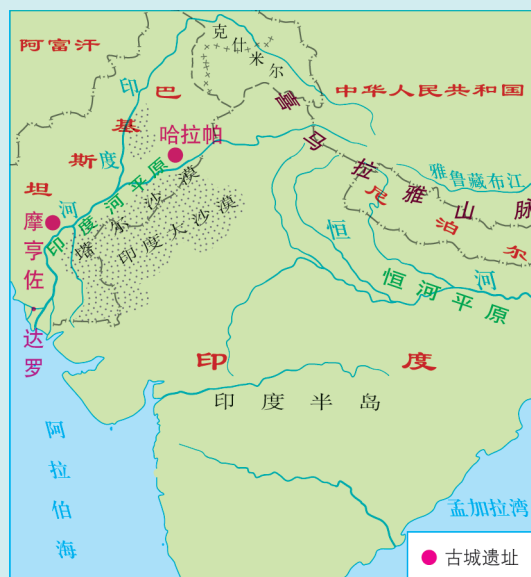 阿富汗
克什米尔
中华人民共和国
巴基斯坦
印度河
哈拉帕
喜马拉雅山脉
雅鲁藏布江
尼泊尔
印度河平原
塔尔沙漠
印度大沙漠
摩亨佐
达罗
恒河
恒河平原
印度
印度半岛
阿拉伯海
孟加拉湾
古城遗址